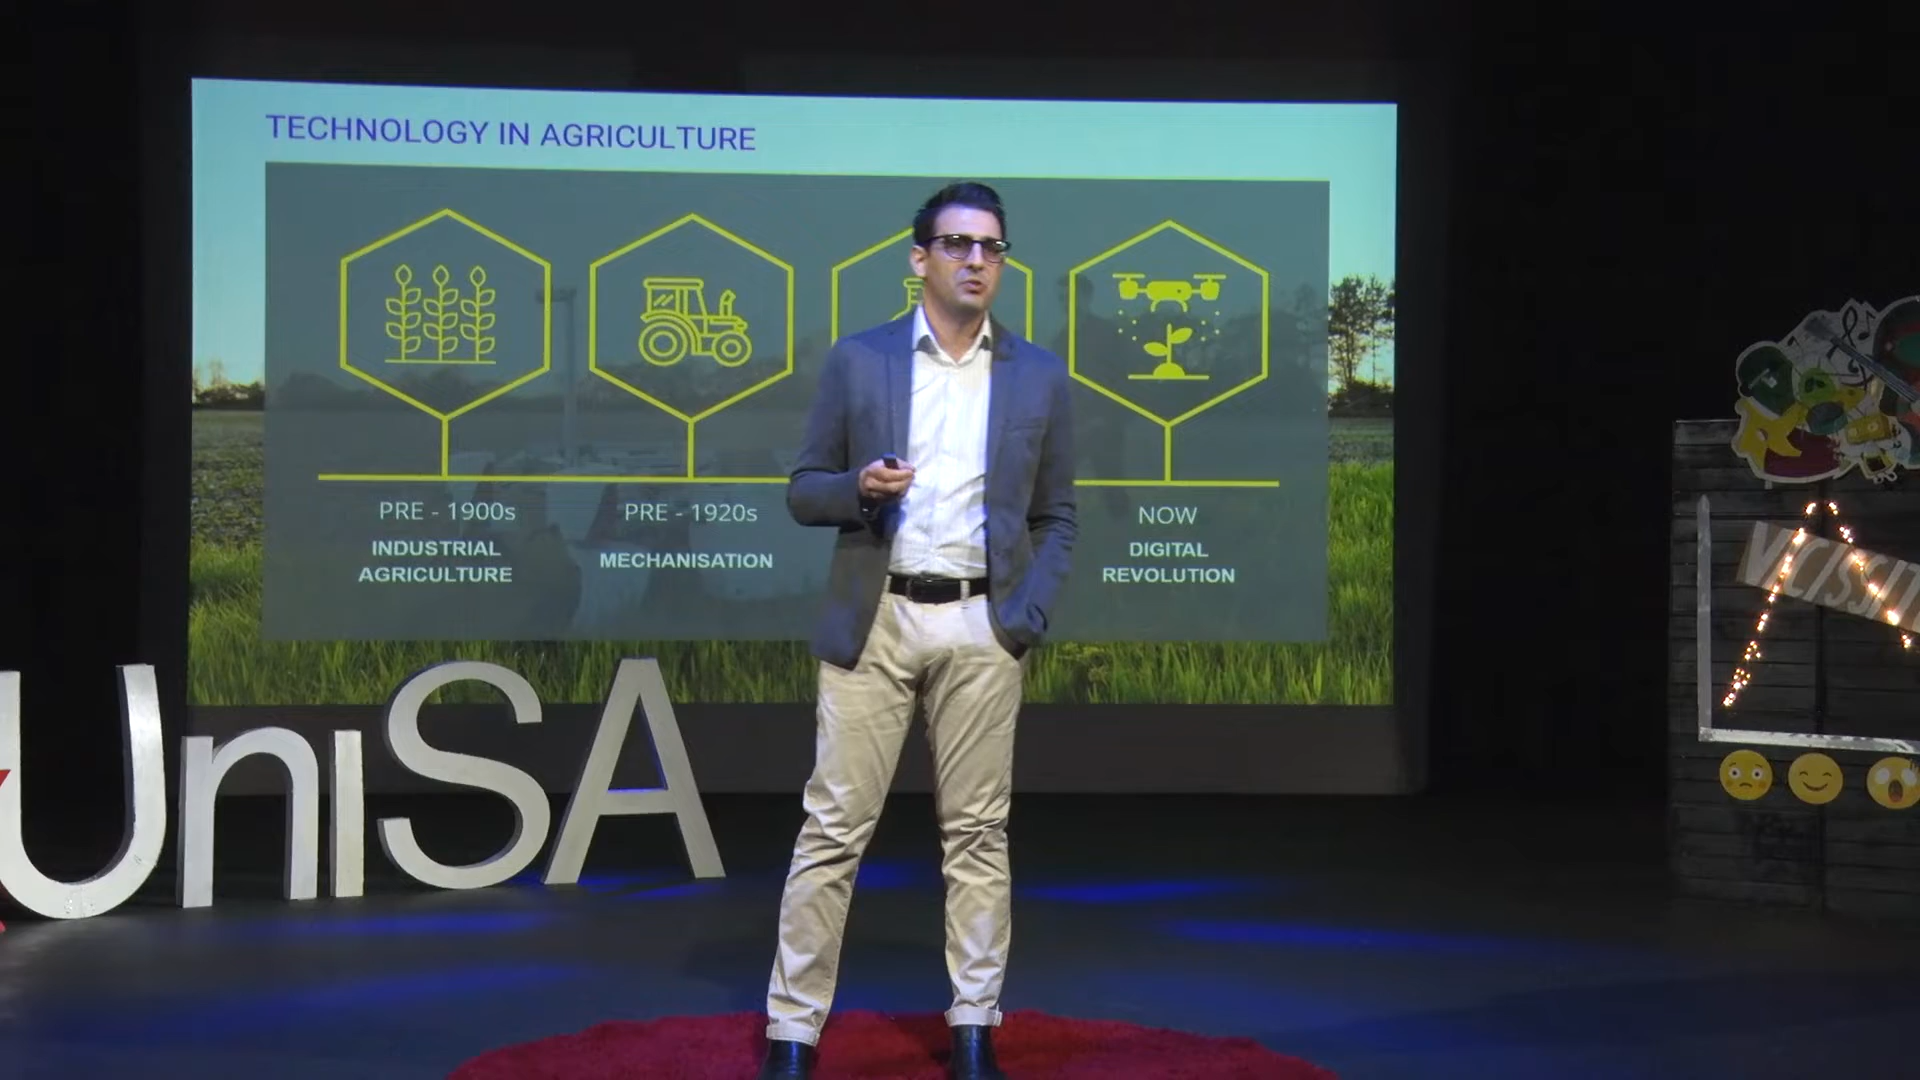 TECHNOLOGY IN AGRICULTURE
PRE - 1900s
INDUSTRIAL
AGRICULTURE
PRE - 1920s
MECHANISATION
NOW
DIGITAL
REVOLUTION
UniSA